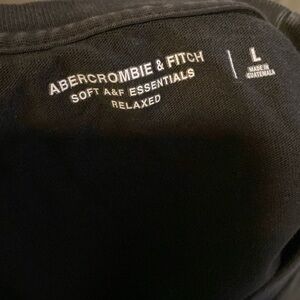 ABERCROMBIE & FITCH
SOFT A&F ESSENTIALS
RELAXED
L
MADE IN
GUATEMALA